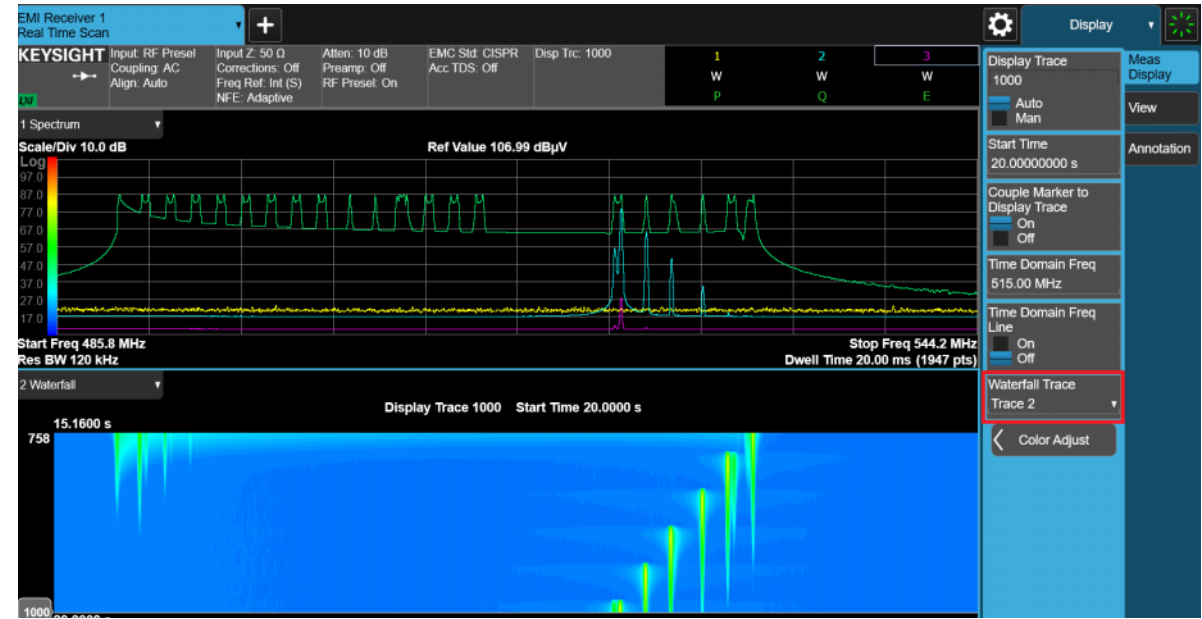 EMI Receiver 1
Real Time Scan
Display
KEYSIGHT
LXI
Input: RF Presel
Coupling: AC
Align: Auto
Input Z: 50 Ω
Corrections: Off
Freq Ref: Int (S)
NFE: Adaptive
Atten: 10 dB
Preamp: Off
RF Presel: On
EMC Std: CISPR
Acc TDS: Off
Disp Trc: 1000
1 2 3
W W W
P Q E
1 Spectrum
Scale/Div 10.0 dB
Ref Value 106.99 dBµV
Log
97.0
87.0
77.0
67.0
57.0
47.0
37.0
27.0
17.0
Start Freq 485.8 MHz
Res BW 120 kHz
Stop Freq 544.2 MHz
Dwell Time 20.00 ms (1947 pts)
2 Waterfall
Display Trace 1000 Start Time 20.0000 s
15.1600 s
758
1000
Display Trace
1000
Auto
Man
Start Time
20.00000000 s
Couple Marker to
Display Trace
On
Off
Time Domain Freq
515.00 MHz
Time Domain Freq
Line
On
Off
Waterfall Trace
Trace 2
Color Adjust
Meas
Display
View
Annotation